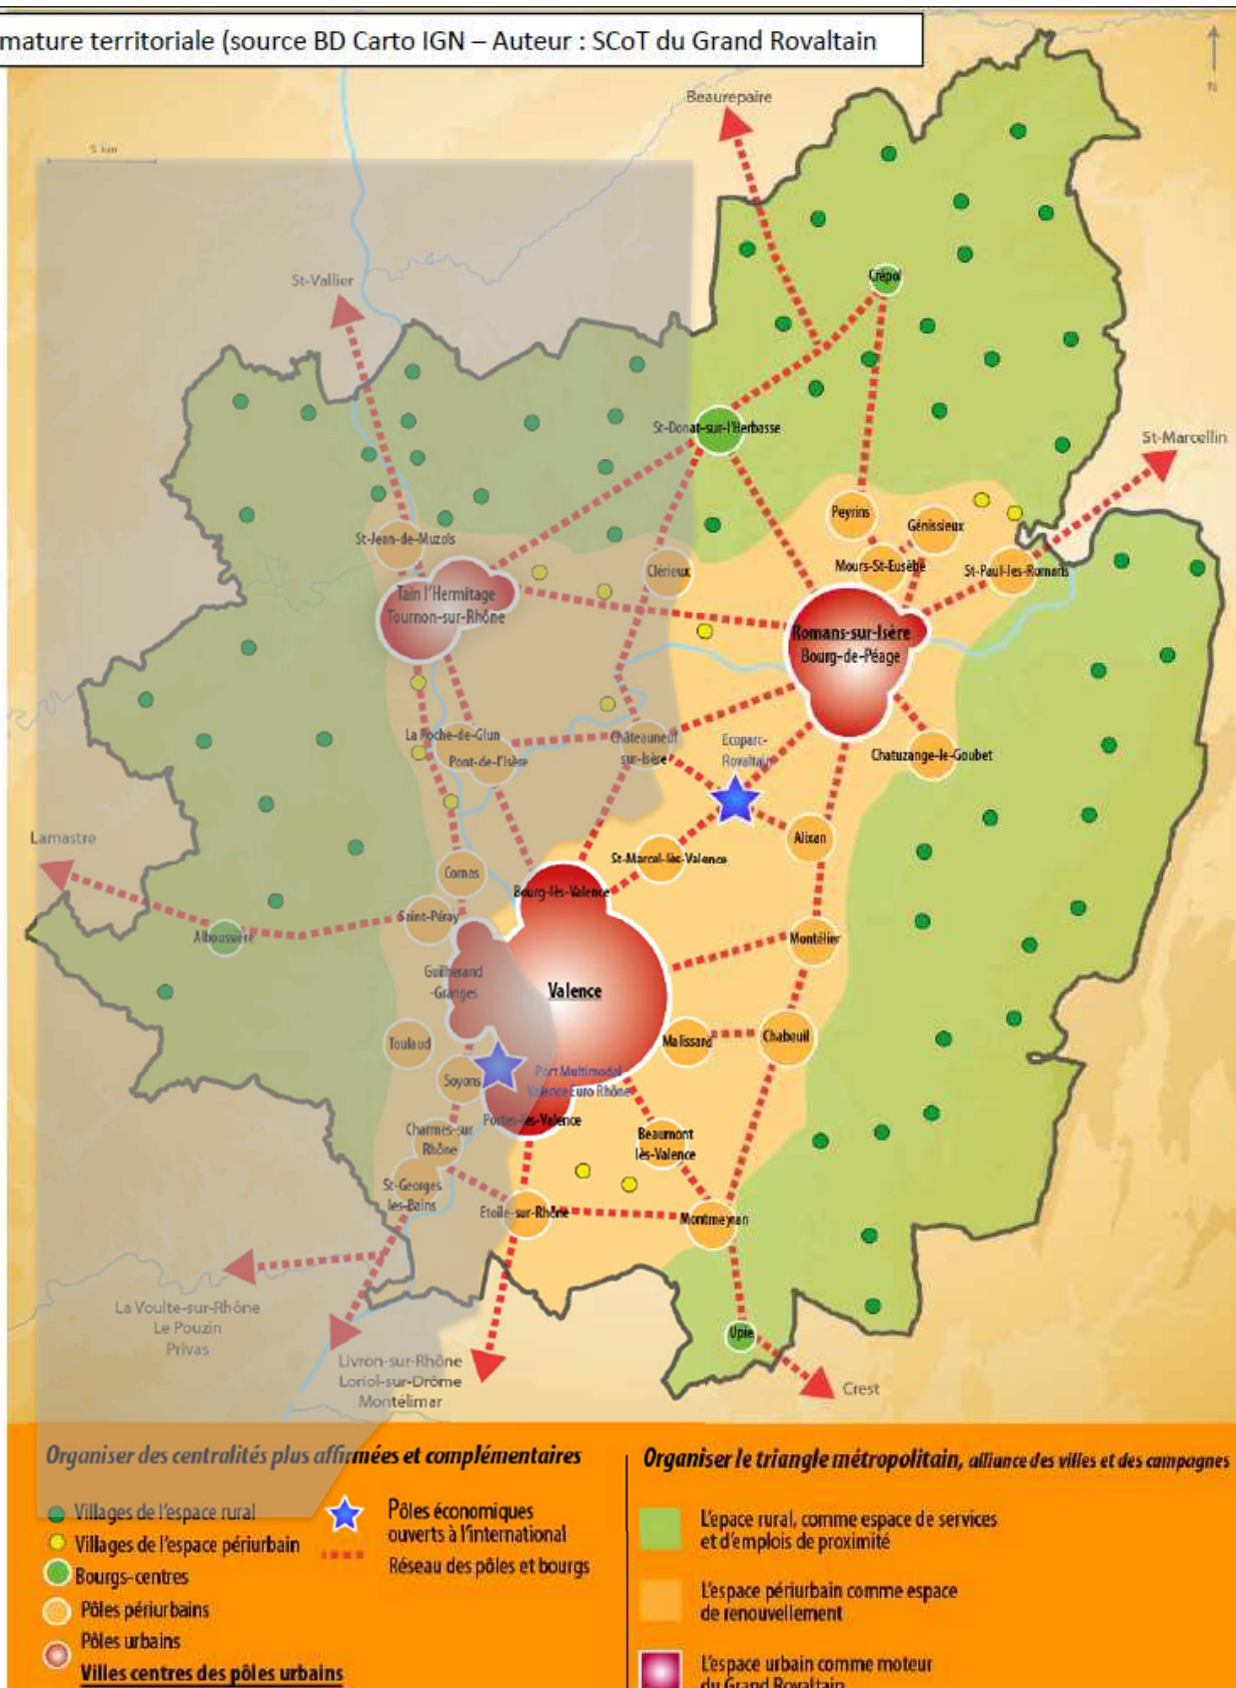 mature territoriale (source BD Carto IGN – Auteur : SCoT du Grand Rovaltain
N
5 km
Beaurepaire
St-Vallier
Crépol
St-Donat-sur-l'Herbasse
St-Marcellin
Peyrins
Génissieux
St-Jean-de-Muzols
Mours-St-Eusèbe
St-Paul-les-Romans
Clérieux
Tain l'Hermitage
Tournon-sur-Rhône
Romans-sur-Isère
Bourg-de-Péage
La Roche-de-Glun
Pont-de-l'Isère
Châteauneuf
sur-Isère
Ecoparc-
Rovaltain
Chatuzange-le-Goubet
Lamastre
Alixan
St-Marcel-lès-Valence
Cornas
Bourg-lès-Valence
Saint-Péray
Alboussière
Montélier
Guilherand
-Granges
Valence
Toulaud
Malissard
Chabeuil
Soyons
Port Multimodal
Valence Euro Rhône
Portes-lès-Valence
Charmes-sur
Rhône
Beaumont
lès-Valence
St-Georges
les-Bains
Etoile-sur-Rhône
Montmeyran
La Voulte-sur-Rhône
Le Pouzin
Privas
Upie
Livron-sur-Rhône
Loriol-sur-Drôme
Montélimar
Crest
Organiser des centralités plus affirmées et complémentaires
Villages de l'espace rural
Villages de l'espace périurbain
Bourgs-centres
Pôles périurbains
Pôles urbains
Villes centres des pôles urbains
Pôles économiques
ouverts à l'international
Réseau des pôles et bourgs
Organiser le triangle métropolitain, alliance des villes et des campagnes
L'epace rural, comme espace de services
et d'emplois de proximité
L'espace périurbain comme espace
de renouvellement
L'espace urbain comme moteur
du Grand Rovaltain